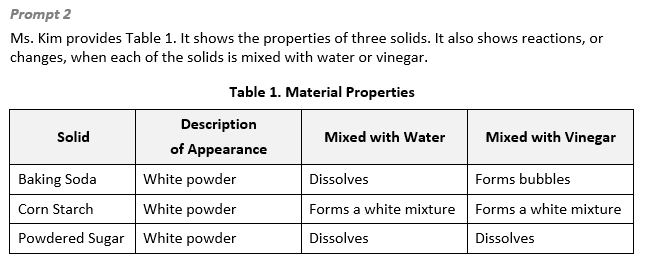 Prompt 2
Ms. Kim provides Table 1. It shows the properties of three solids. It also shows reactions, or
changes, when each of the solids is mixed with water or vinegar.
Table 1. Material Properties
Solid
Description
of Appearance
Mixed with Water
Mixed with Vinegar
Baking Soda
White powder
Dissolves
Forms bubbles
Corn Starch
White powder
Forms a white mixture
Forms a white mixture
Powdered Sugar
White powder
Dissolves
Dissolves